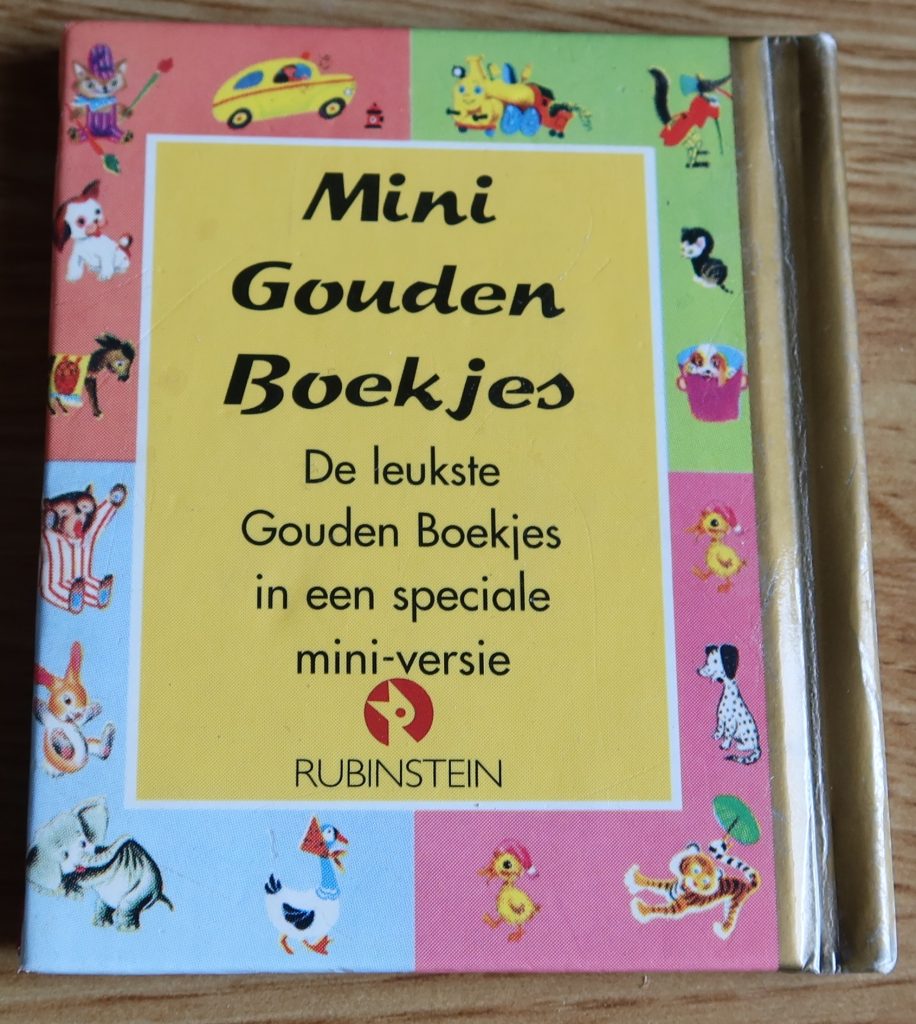 Mini
Gouden
Boekjes
De leukste
Gouden Boekjes
in een speciale
mini-versie
RUBINSTEIN